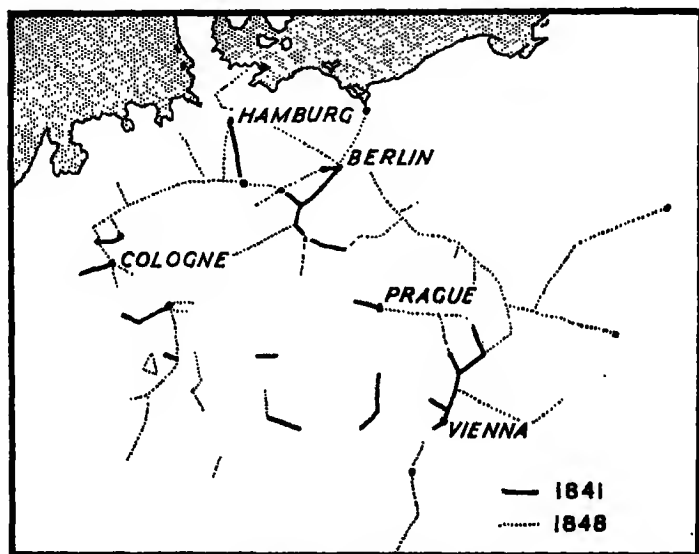 HAMBURG
BERLIN
COLOGNE
PRAGUE
VIENNA
1841
1848